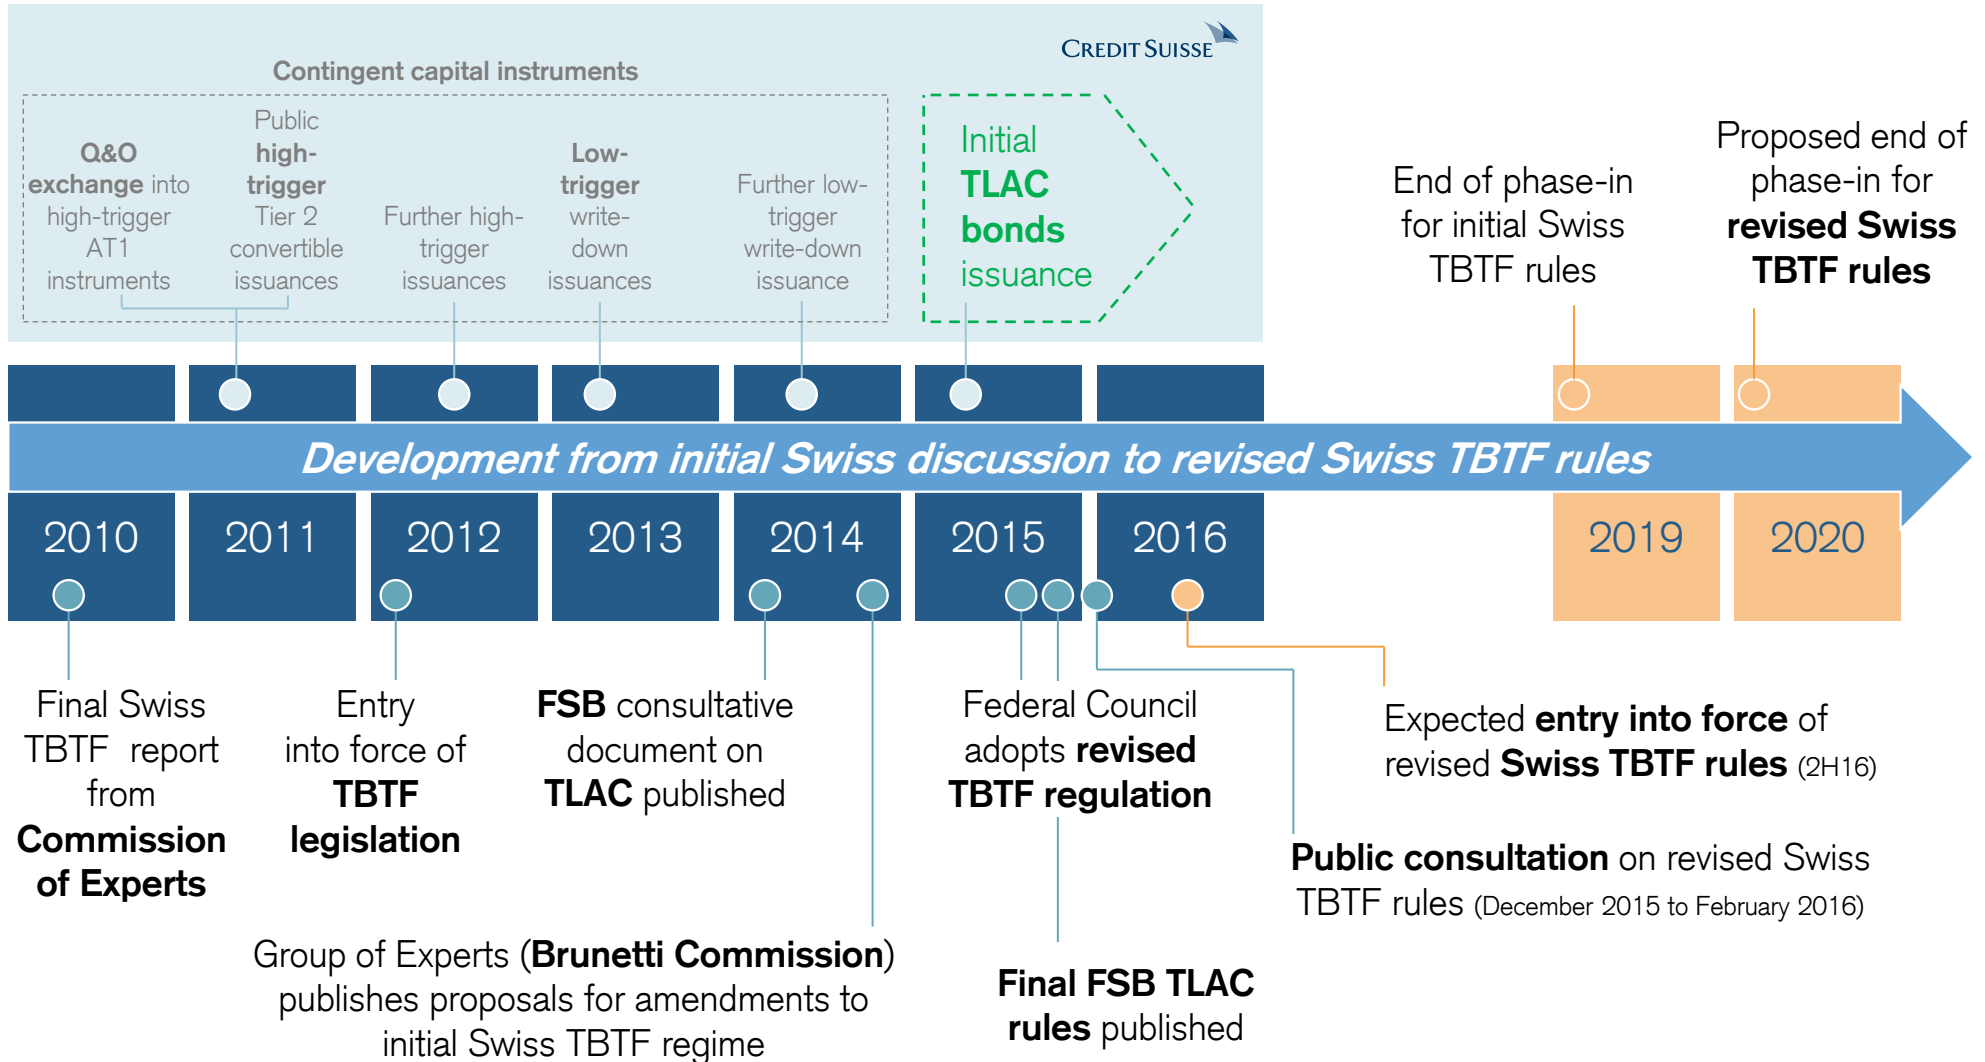 CREDIT SUISSE
Contingent capital instruments
Q&O
exchange into
high-trigger
AT1
instruments
Public
high-
trigger
Tier 2
convertible
issuances
Further high-
trigger
issuances
Low-
trigger
write-
down
issuances
Further low-
trigger
write-down
issuance
Initial
TLAC
bonds
issuance
End of phase-in
for initial Swiss
TBTF rules
Proposed end of
phase-in for
revised Swiss
TBTF rules
Development from initial Swiss discussion to revised Swiss TBTF rules
2010
2011
2012
2013
2014
2015
2016
2019
2020
Final Swiss
TBTF report
from
Commission
of Experts
Entry
into force of
TBTF
legislation
FSB consultative
document on
TLAC published
Federal Council
adopts revised
TBTF regulation
Expected entry into force of
revised Swiss TBTF rules (2H16)
Public consultation on revised Swiss
TBTF rules (December 2015 to February 2016)
Group of Experts (Brunetti Commission)
publishes proposals for amendments to
initial Swiss TBTF regime
Final FSB TLAC
rules published